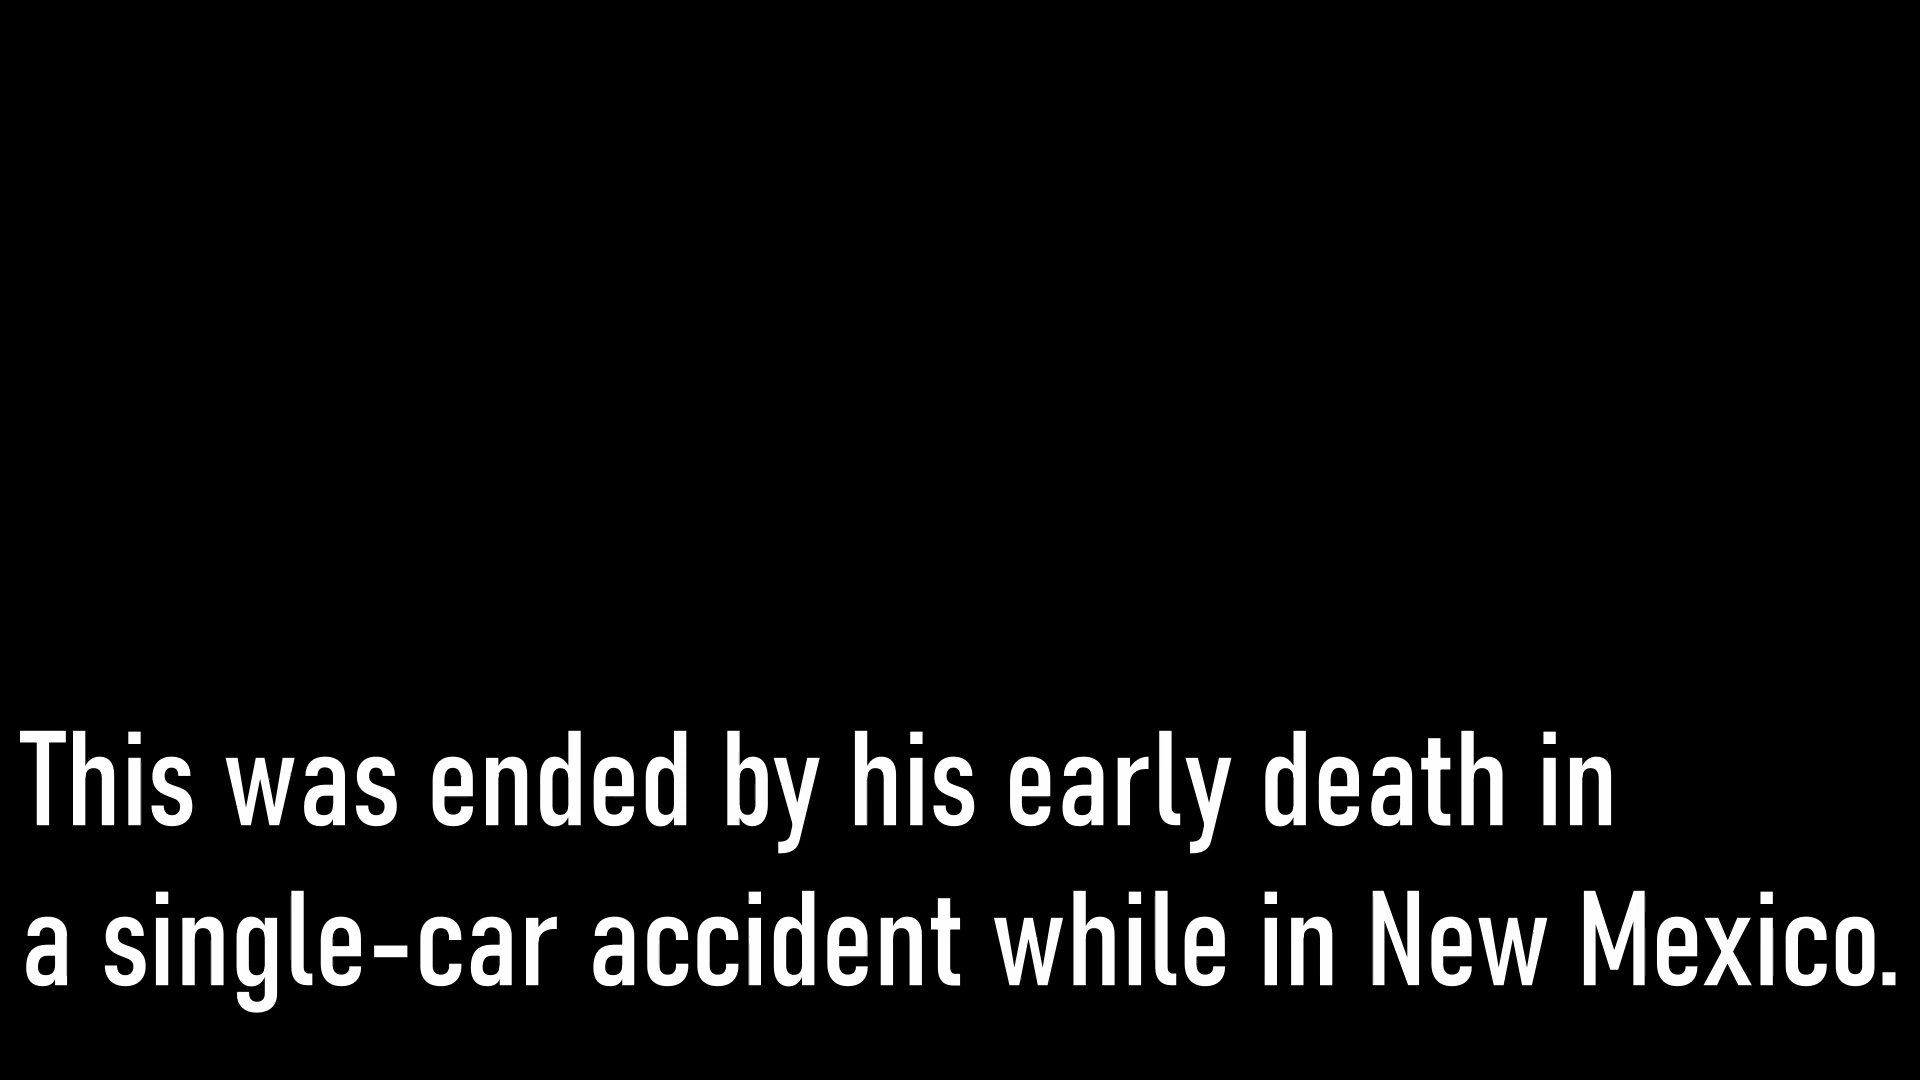 This was ended by his early death in
a single-car accident while in New Mexico.